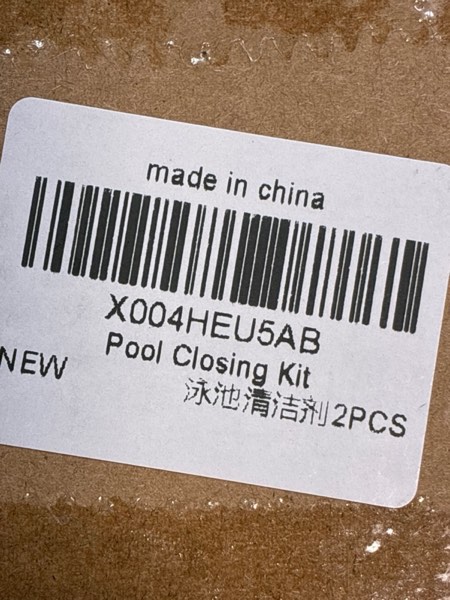 made in china
X004HEU5AB
Pool Closing Kit
NEW
泳池清洁剂2PCS